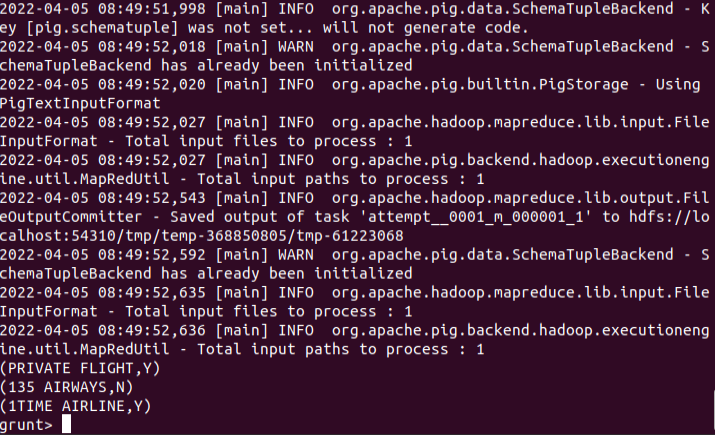 2022-04-05 08:49:51,998 [main] INFO  org.apache.pig.data.SchemaTupleBackend - K
ey [pig.schematuple] was not set... will not generate code.
2022-04-05 08:49:52,018 [main] WARN  org.apache.pig.data.SchemaTupleBackend - S
chemaTupleBackend has already been initialized
2022-04-05 08:49:52,020 [main] INFO  org.apache.pig.builtin.PigStorage - Using 
PigTextInputFormat
2022-04-05 08:49:52,027 [main] INFO  org.apache.hadoop.mapreduce.lib.input.File
InputFormat - Total input files to process : 1
2022-04-05 08:49:52,027 [main] INFO  org.apache.pig.backend.hadoop.executioneng
ine.util.MapRedUtil - Total input paths to process : 1
2022-04-05 08:49:52,543 [main] INFO  org.apache.hadoop.mapreduce.lib.output.Fil
eOutputCommitter - Saved output of task 'attempt__0001_m_000001_1' to hdfs://lo
calhost:54310/tmp/temp-368850805/tmp-61223068
2022-04-05 08:49:52,592 [main] WARN  org.apache.pig.data.SchemaTupleBackend - S
chemaTupleBackend has already been initialized
2022-04-05 08:49:52,635 [main] INFO  org.apache.hadoop.mapreduce.lib.input.File
InputFormat - Total input files to process : 1
2022-04-05 08:49:52,636 [main] INFO  org.apache.pig.backend.hadoop.executioneng
ine.util.MapRedUtil - Total input paths to process : 1
(PRIVATE FLIGHT,Y)
(135 AIRWAYS,N)
(1TIME AIRLINE,Y)
grunt>